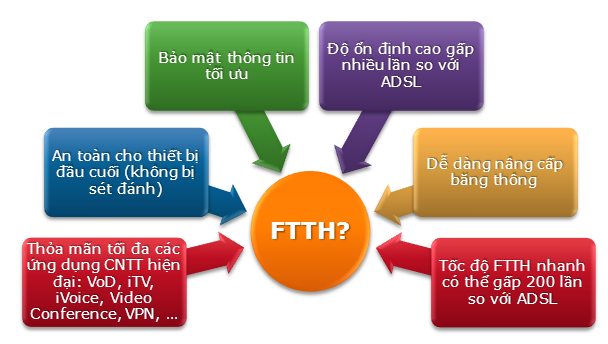 Bảo mật thông tin
tối ưu
Độ ổn định cao gấp
nhiều lần so với
ADSL
An toàn cho thiết bị
đầu cuối (không bị
sét đánh)
Dễ dàng nâng cấp
băng thông
FTTH?
Thỏa mãn tối đa các
ứng dụng CNTT hiện
đại: VoD, iTV,
iVoice, Video
Conference, VPN, ...
Tốc độ FTTH nhanh
có thể gấp 200 lần
so với ADSL